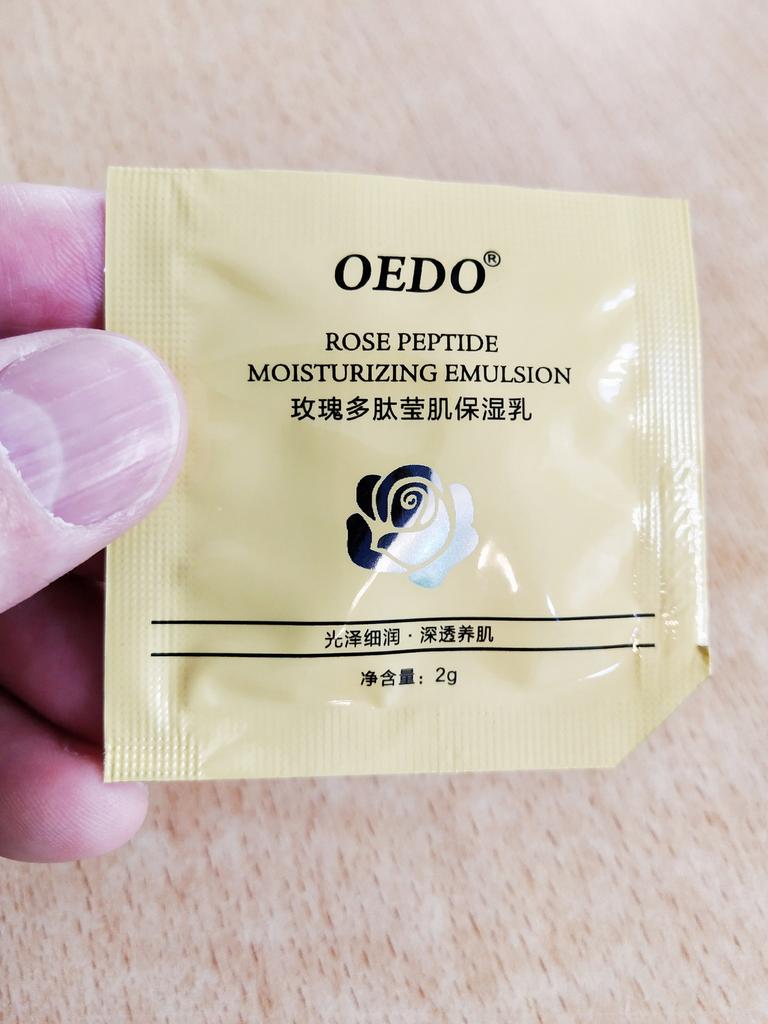 OEDO®
ROSE PEPTIDE
MOISTURIZING EMULSION
玫瑰多肽莹肌保湿乳
光泽细润·深透养肌
净含量：2g